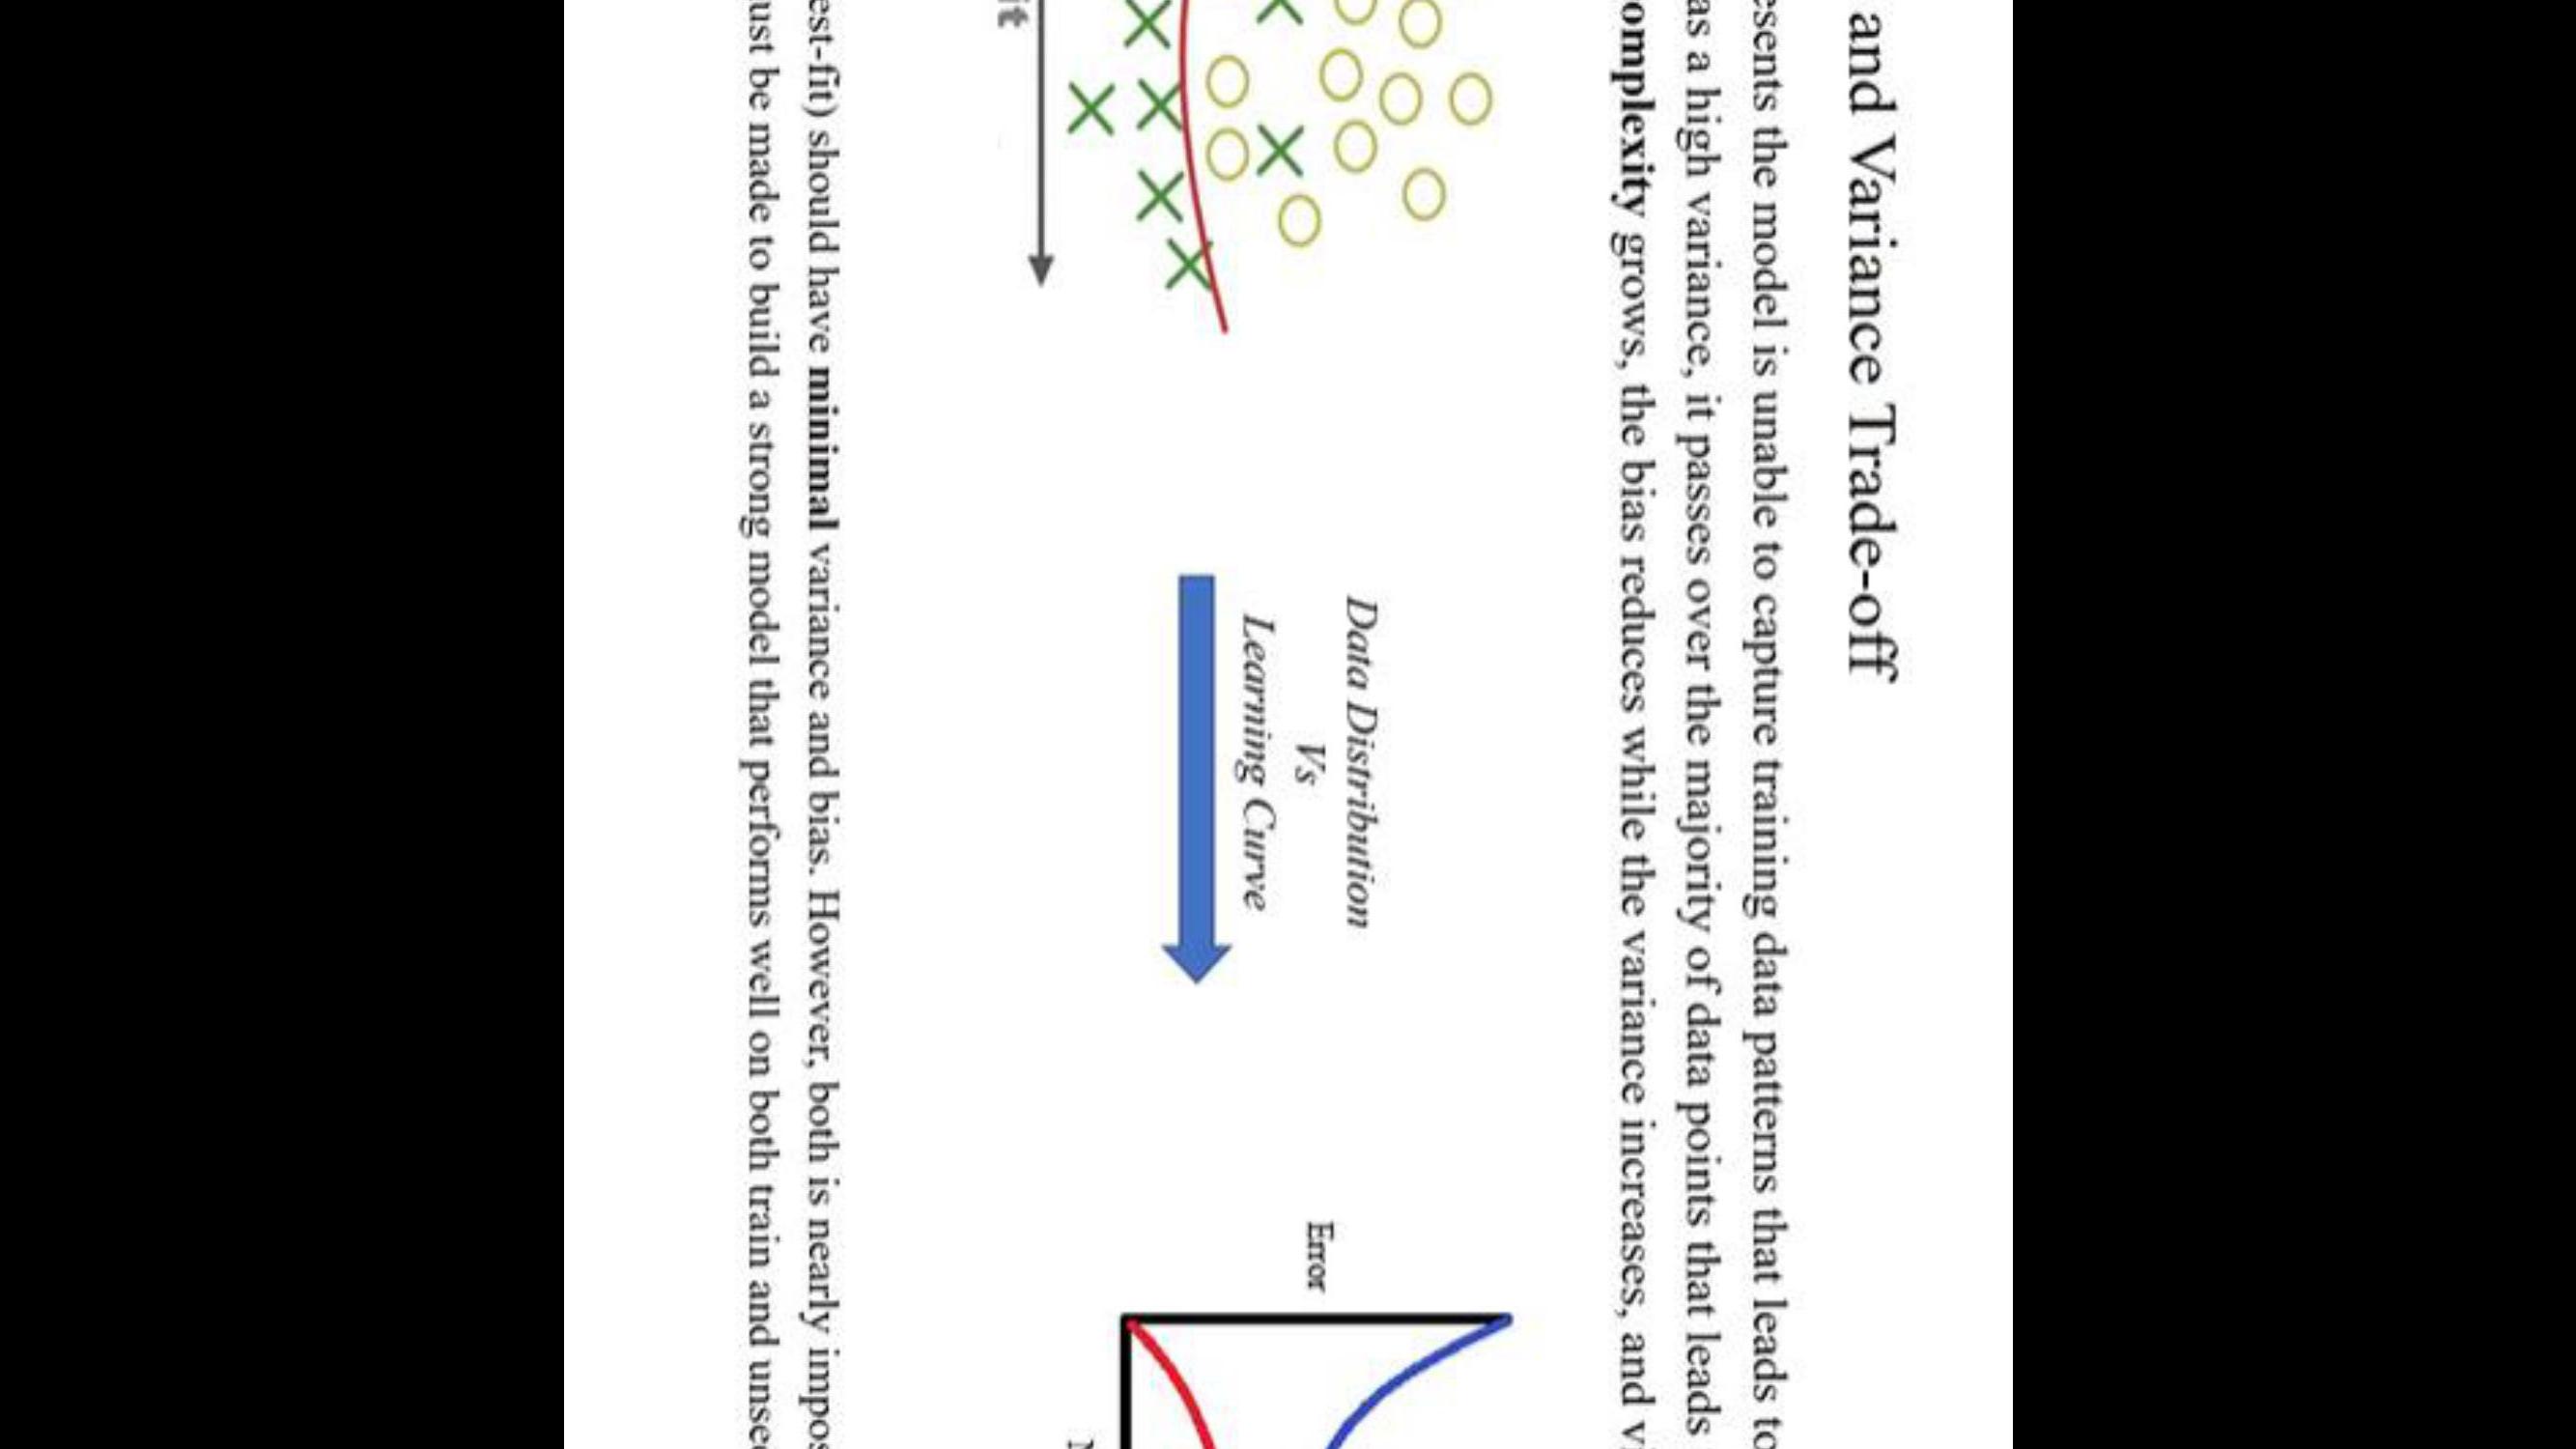 and Variance Trade-off
esents the model is unable to capture training data patterns that leads to
as a high variance, it passes over the majority of data points that leads
omplexity grows, the bias reduces while the variance increases, and vi
Data Distribution
Vs
Learning Curve
Error
it
N
est-fit) should have minimal variance and bias. However, both is nearly impos
ust be made to build a strong model that performs well on both train and unsee